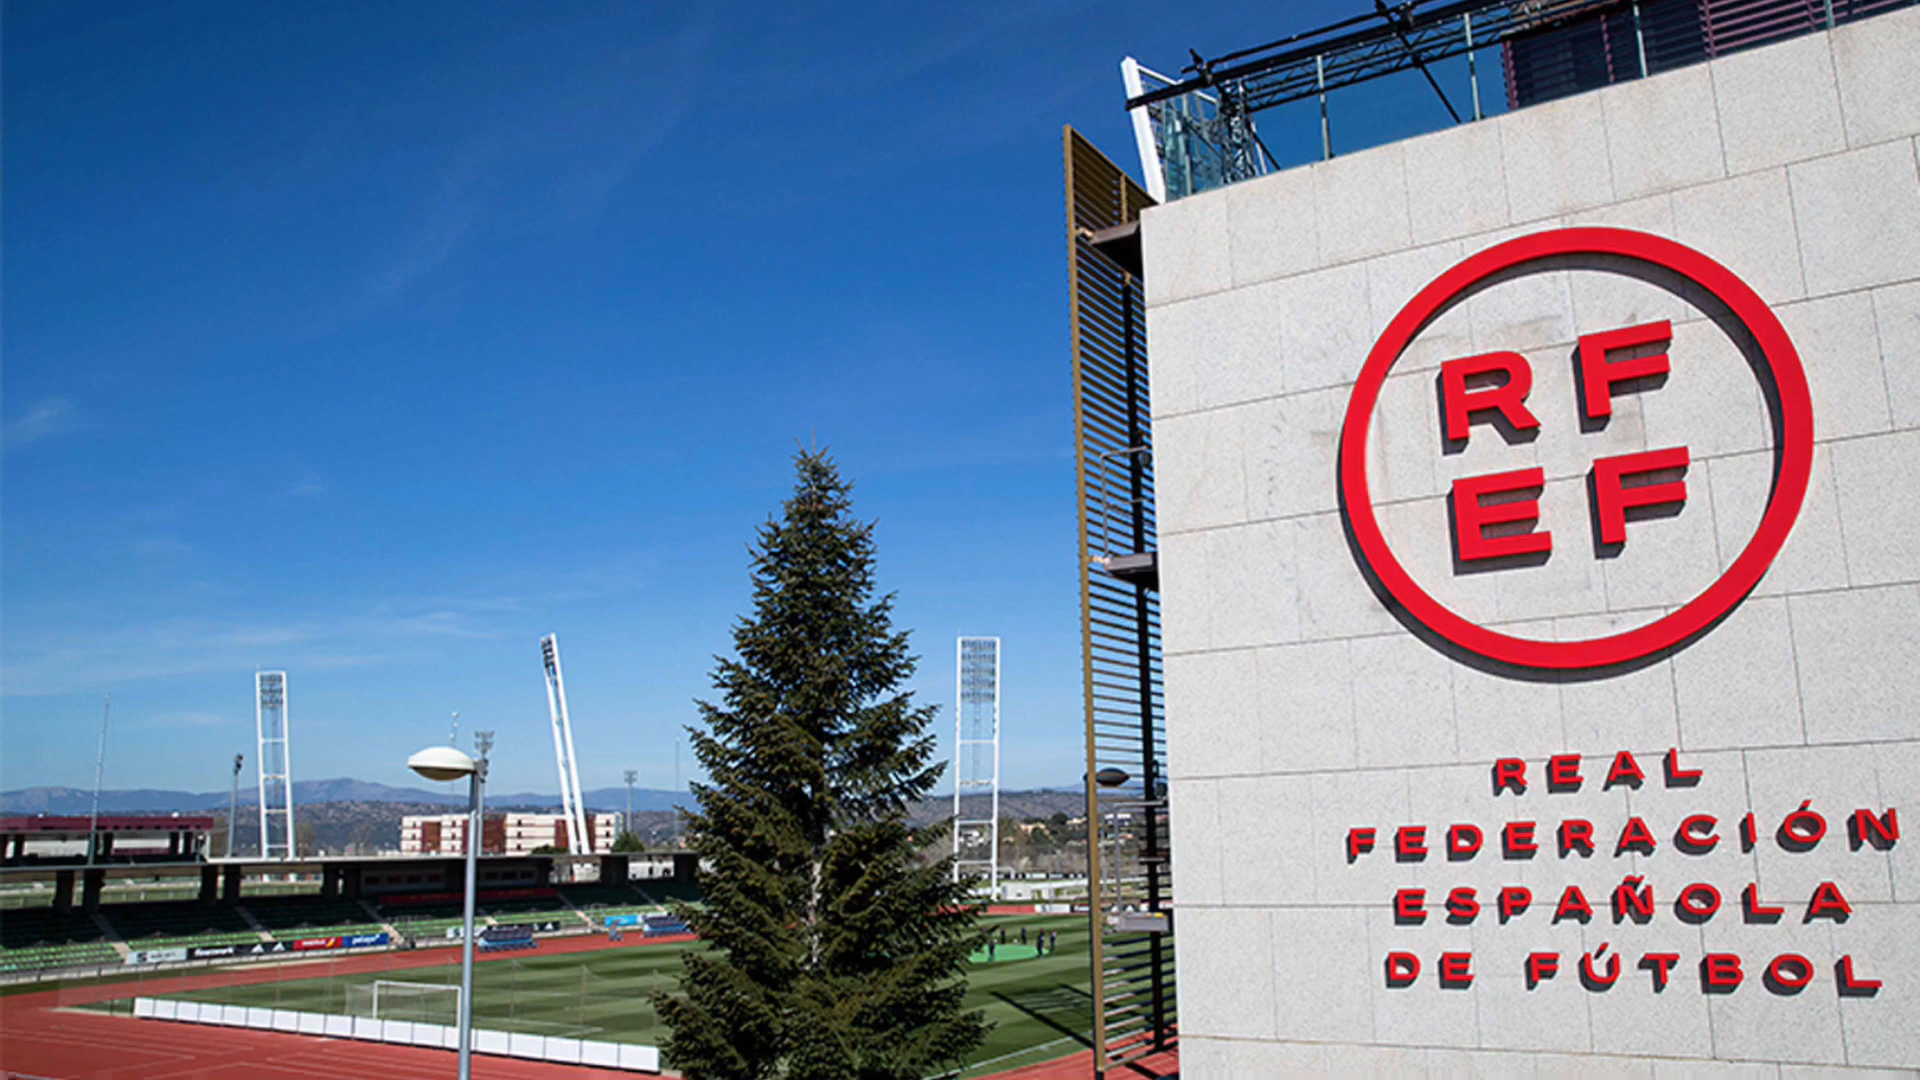 RF
EF
REAL
FEDERACIÓN
ESPAÑOLA
DE FÚTBOL